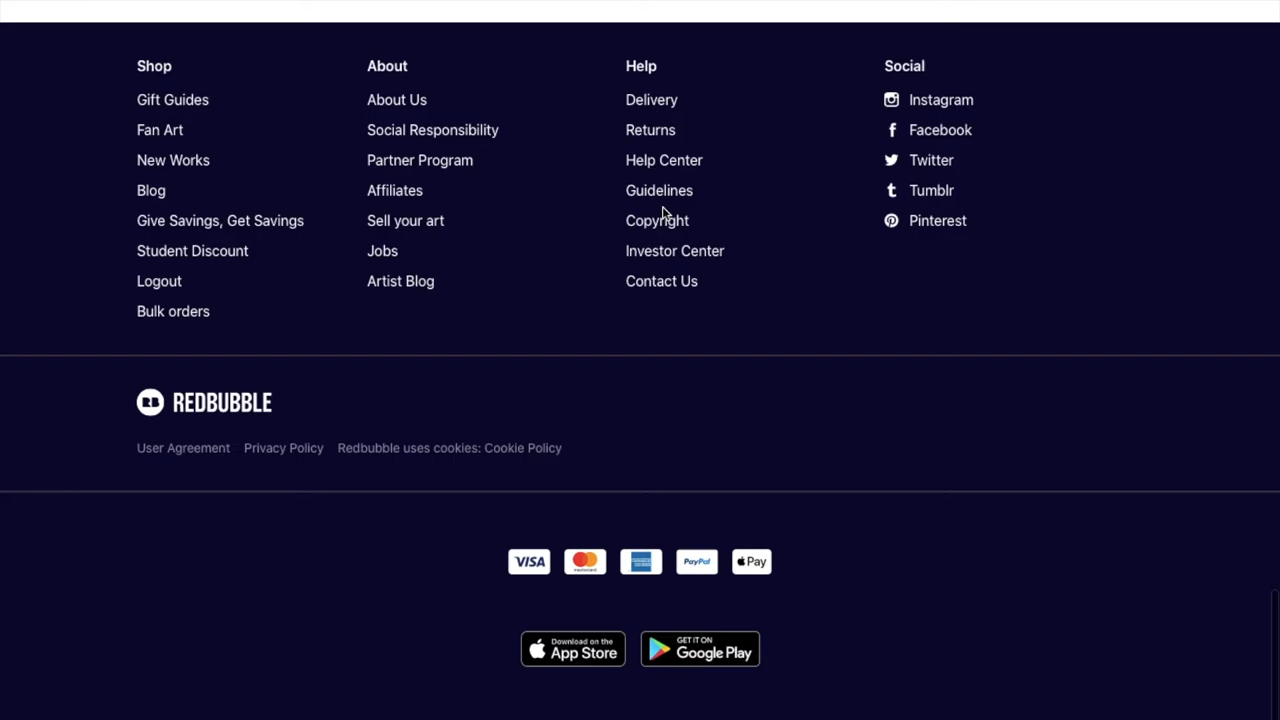 Shop
Gift Guides
Fan Art
New Works
Blog
Give Savings, Get Savings
Student Discount
Logout
Bulk orders
About
About Us
Social Responsibility
Partner Program
Affiliates
Sell your art
Jobs
Artist Blog
Help
Delivery
Returns
Help Center
Guidelines
Copyright
Investor Center
Contact Us
Social
Instagram
Facebook
Twitter
Tumblr
Pinterest
RB REDBUBBLE
User Agreement Privacy Policy Redbubble uses cookies: Cookie Policy
VISA mastercard PayPal Pay
Download on the
App Store
GET IT ON
Google Play